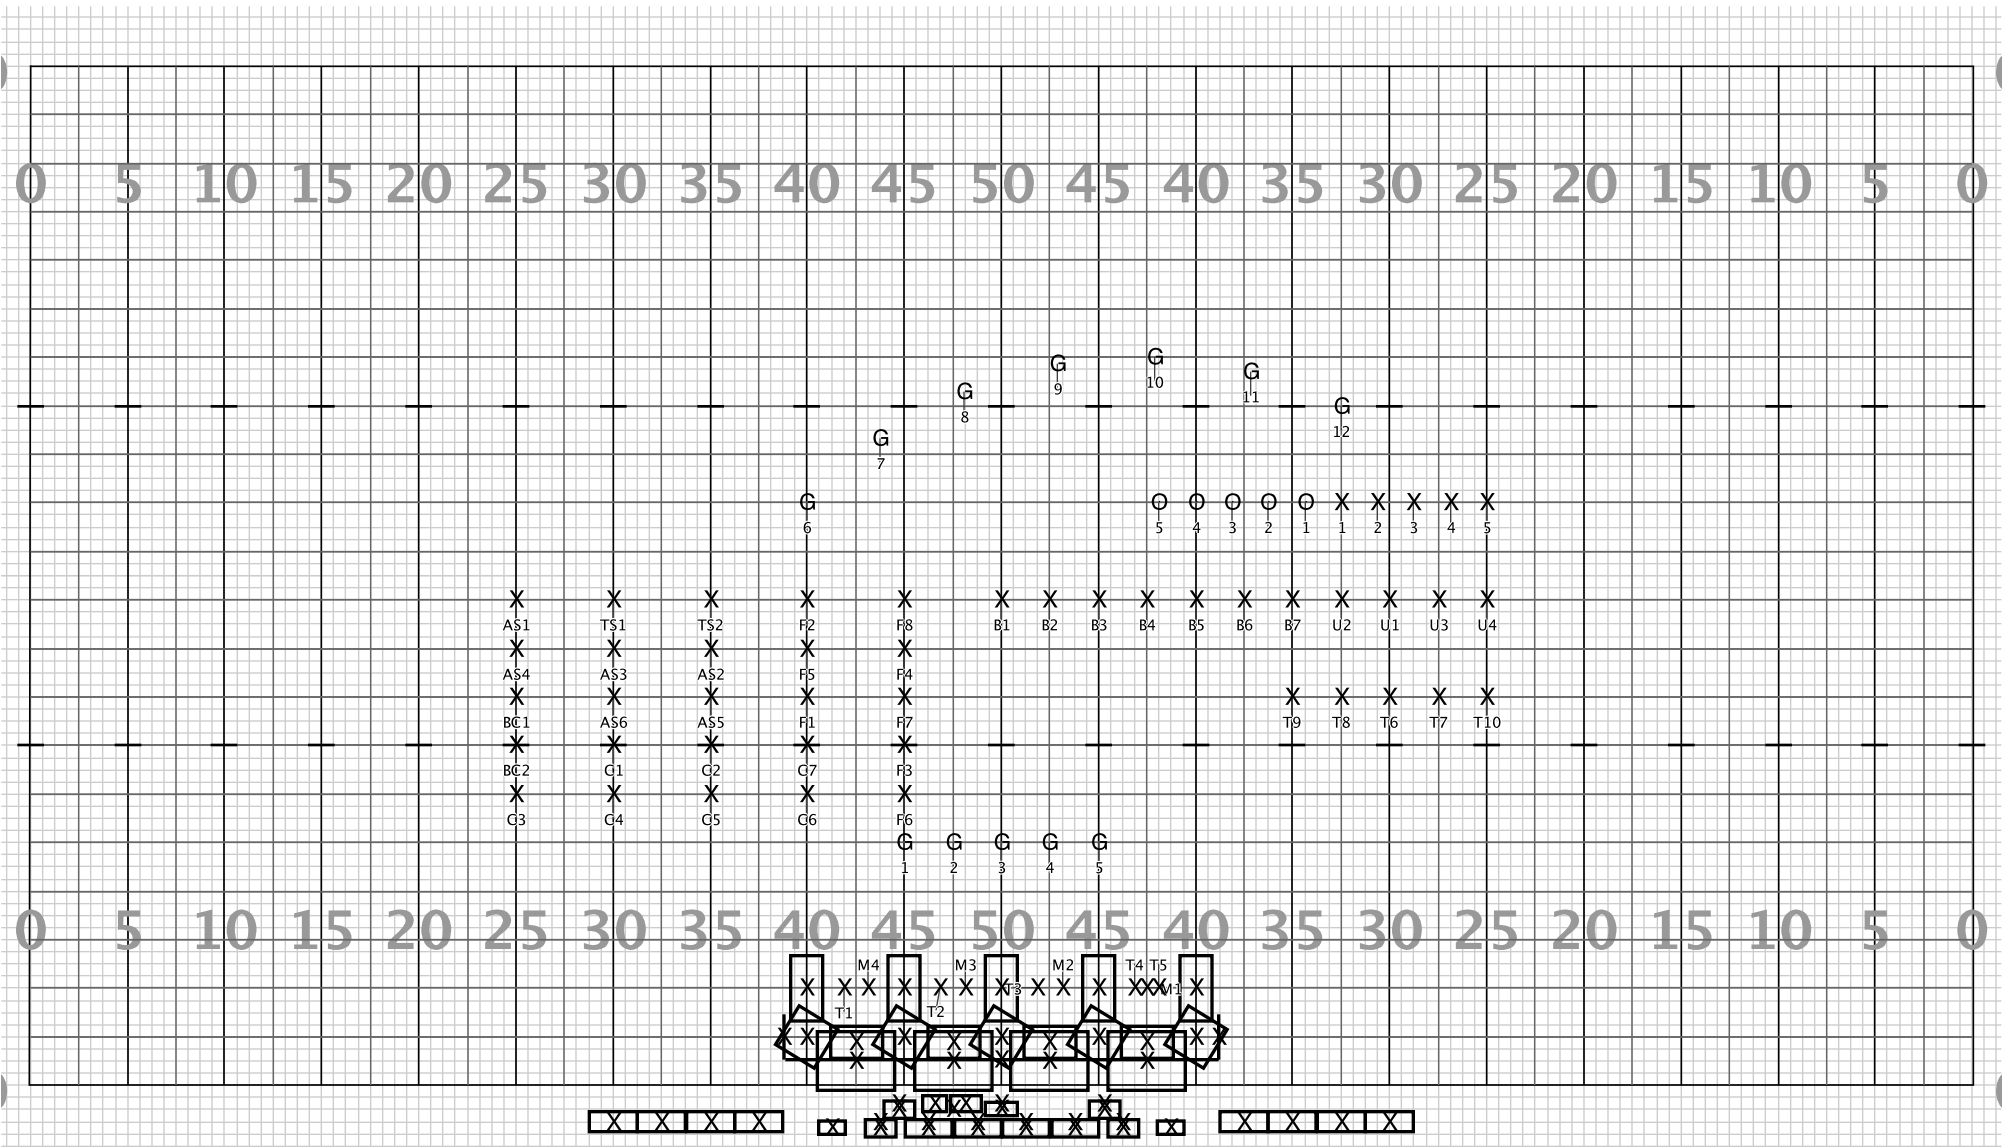 0 5 10 15 20 25 30 35 40 45 50 45 40 35 30 25 20 15 10 5 0
G G G G G
9 10 11
8 12
G
7
G O O O O O X X X X X
6 5 4 3 2 1 1 2 3 4 5
X X X X X X X X X X X X X X X X
AS1 TS1 TS2 F2 F8 B1 B2 B3 B4 B5 B6 B7 U2 U1 U3 U4
X X X X X
AS4 AS3 AS2 F5 F4
X X X X X X X X X X
BC1 AS6 AS5 F1 F7 T9 T8 T6 T7 T10
X X X X X
BC2 C1 C2 C7 F3
X X X X X
C3 C4 C5 C6 F6
G G G G G
1 2 3 4 5
0 5 10 15 20 25 30 35 40 45 50 45 40 35 30 25 20 15 10 5 0
M4 M3 M2 T4 T5
X X X X X X X X X X X X X X
T3 M1
T1 T2
X X X X X X X
X X X X
X X X X X
X X X X X X
X X X X X X X X X X X X X X X X